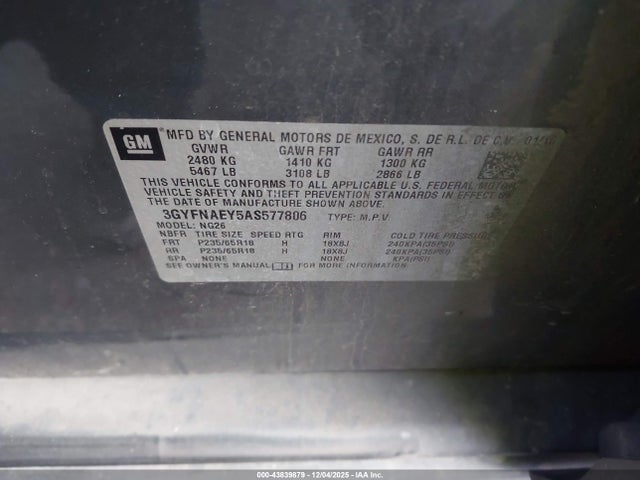 GM
MFD BY GENERAL MOTORS DE MEXICO, S. DE R.L. DE C.V. 01/10
GVWR GAWR FRT GAWR RR
2480 KG 1410 KG 1300 KG
5467 LB 3108 LB 2866 LB
THIS VEHICLE CONFORMS TO ALL APPLICABLE U.S. FEDERAL MOTOR
VEHICLE SAFETY AND THEFT PREVENTION STANDARDS IN EFFECT ON
THE DATE OF MANUFACTURE SHOWN ABOVE.
3GYFNAEY5AS577806 TYPE: M.P.V.
MODEL: NG26
NBFR TIRE SIZE SPEED RTG RIM COLD TIRE PRESSURE
FRT P235/65R18 H 18X8J 240KPA(35PSI)
RR P235/65R18 H 18X8J 240KPA(35PSI)
SPA NONE NONE KPA(PSI)
SEE OWNER'S MANUAL FOR MORE INFORMATION.
000-43839879 12/04/2025 IAAI.COM